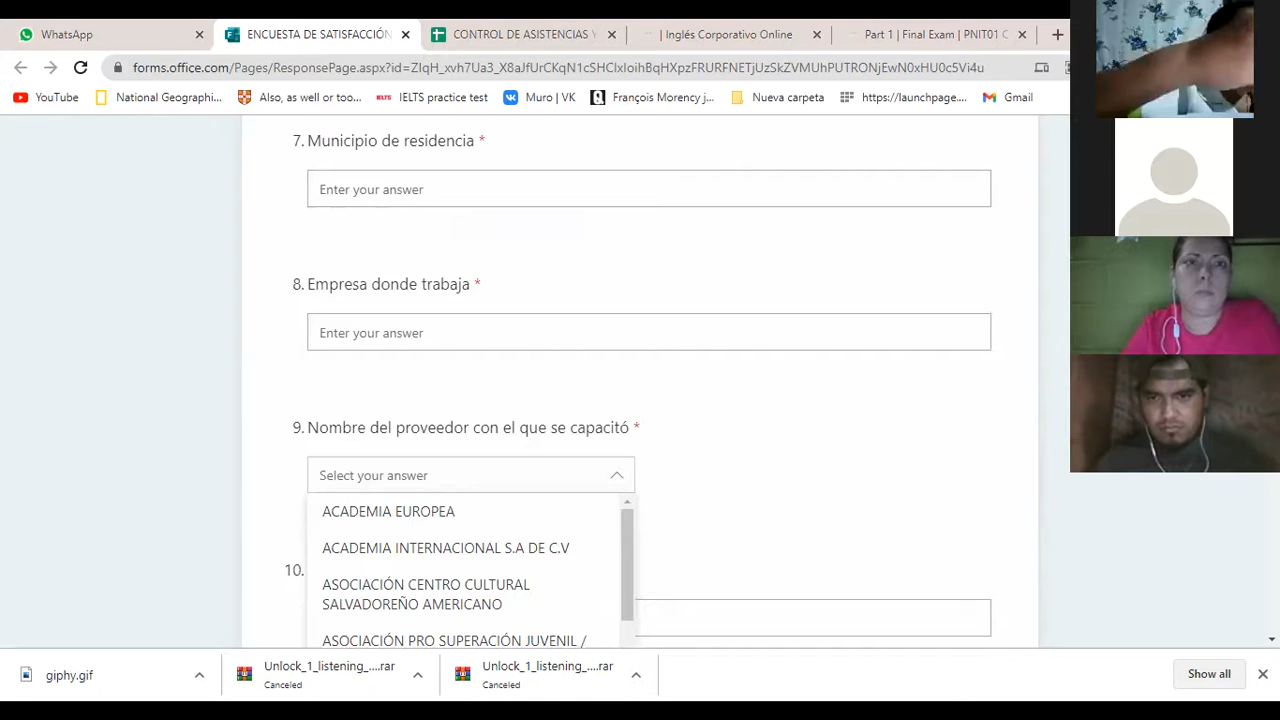 WhatsApp
ENCUESTA DE SATISFACCIÓN
CONTROL DE ASISTENCIAS Y
| Inglés Corporativo Online
Part 1 | Final Exam | PNIT01 C
forms.office.com/Pages/ResponsePage.aspx?id=ZIqH_xvh7Ua3_X6aJfUrCKqN1cSHClxIoihBqHXpzFRURFNETjUzSkZVMUhPUTRONjEwN0xHU0c5Vi4u
YouTube
National Geographi...
Also, as well or too...
IELTS practice test
Muro | VK
François Morency j...
Nueva carpeta
https://launchpage....
Gmail
7. Municipio de residencia *
Enter your answer
8. Empresa donde trabaja *
Enter your answer
9. Nombre del proveedor con el que se capacitó *
Select your answer
ACADEMIA EUROPEA
ACADEMIA INTERNACIONAL S.A DE C.V
10.
ASOCIACIÓN CENTRO CULTURAL
SALVADOREÑO AMERICANO
ASOCIACIÓN PRO SUPERACIÓN JUVENIL /
giphy.gif
Unlock_1_listening_....rar
Canceled
Unlock_1_listening_....rar
Canceled
Show all